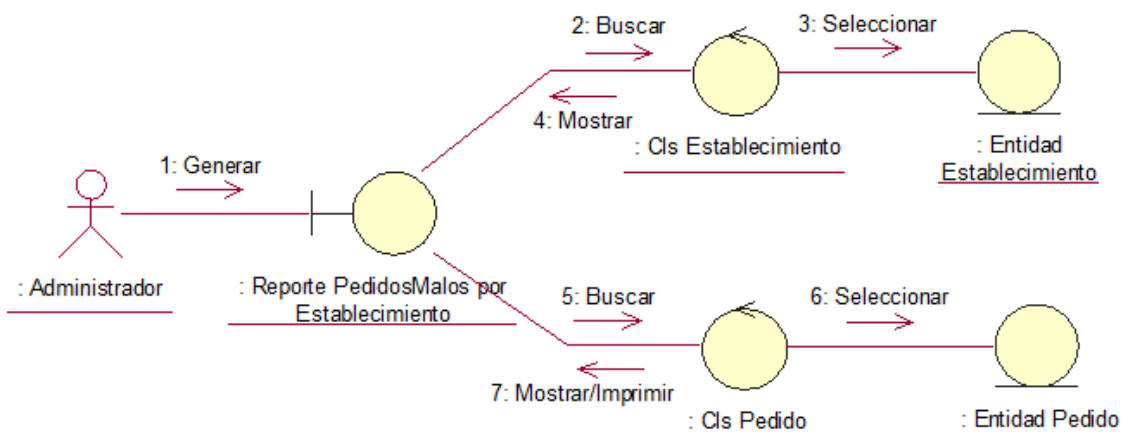 2: Buscar
3: Seleccionar
4: Mostrar
: Cls Establecimiento
: Entidad
Establecimiento
1: Generar
: Administrador
: Reporte PedidosMalos por
Establecimiento
5: Buscar
6: Seleccionar
7: Mostrar/Imprimir
: Cls Pedido
: Entidad Pedido